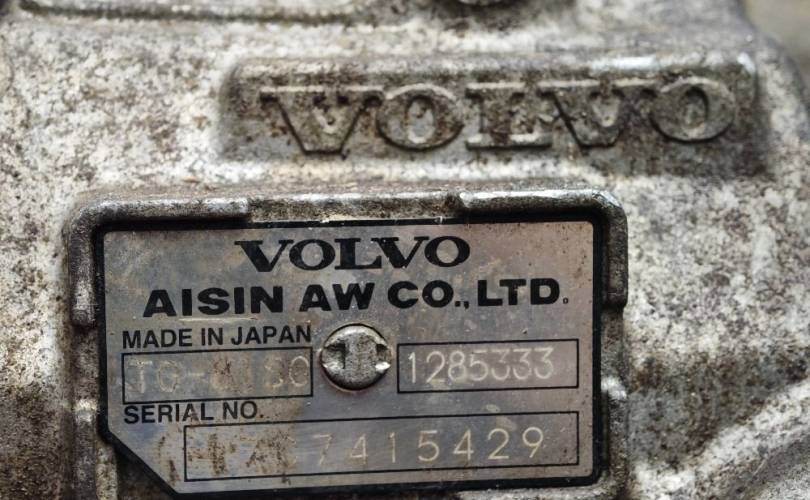 VOLVO
VOLVO
AISIN AW CO., LTD.
MADE IN JAPAN
1285333
SERIAL NO.
7415429